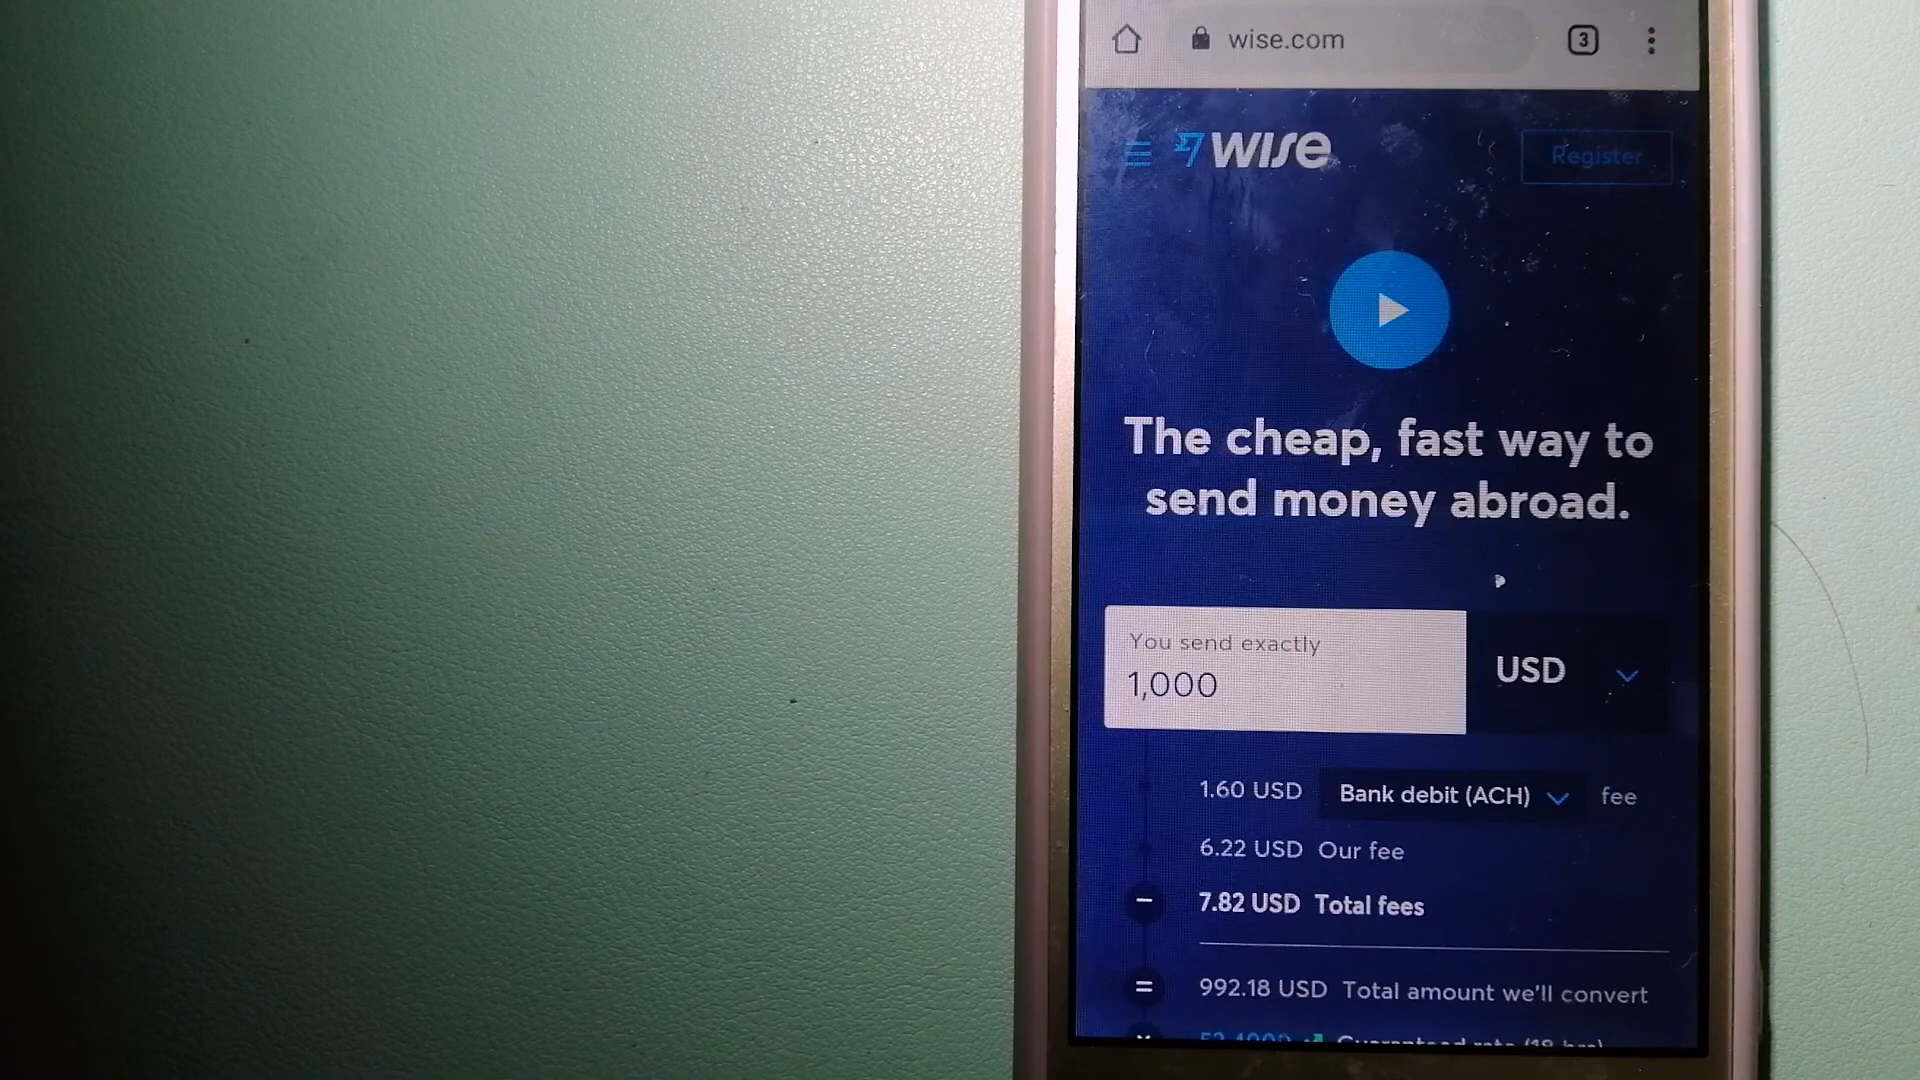 wise.com
3
wise
Register
The cheap, fast way to
send money abroad.
You send exactly
1,000
USD
1.60 USD Bank debit (ACH) fee
6.22 USD Our fee
7.82 USD Total fees
992.18 USD Total amount we'll convert
Guaranteed rate